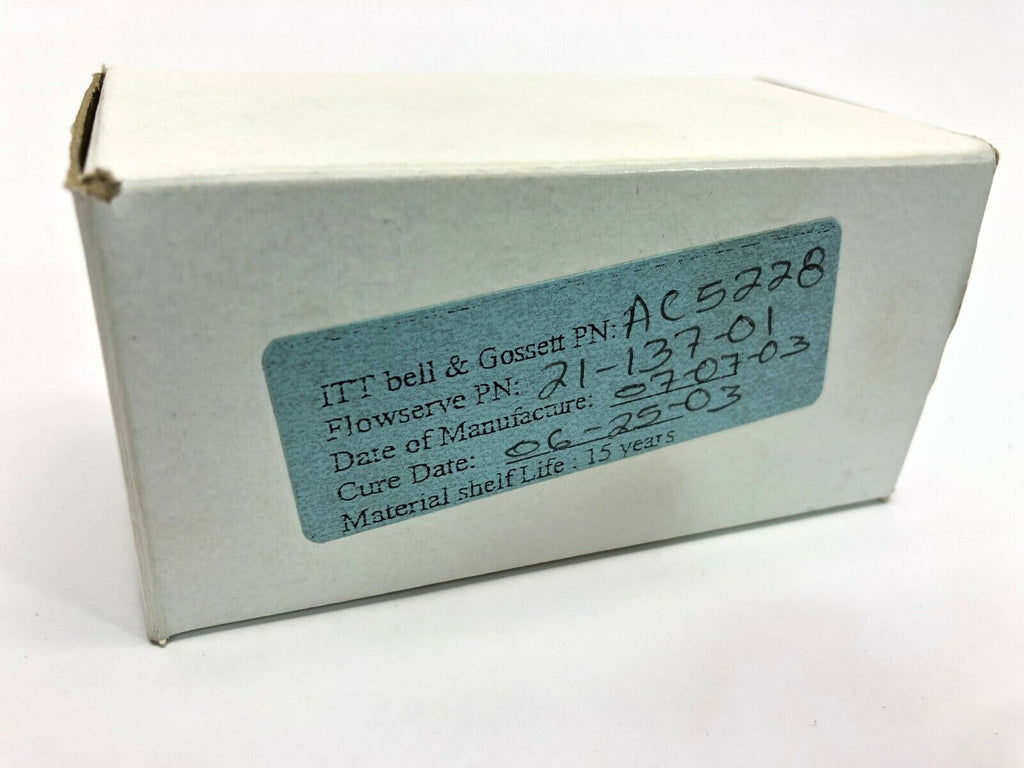 ITT bell & Gossett PN: AC5228
Flowserve PN: 21-137-01
Date of Manufacture: 07-07-03
Cure Date: 06-25-03
Material shelf Life : 15 years